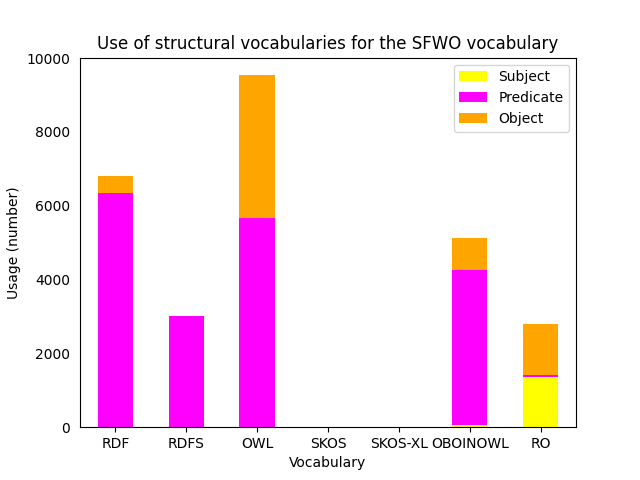 Use of structural vocabularies for the SFWO vocabulary
Subject
Predicate
Object
Usage (number)
10000
8000
6000
4000
2000
0
RDF RDFS OWL SKOS SKOS-XL OBOINOWL RO
Vocabulary